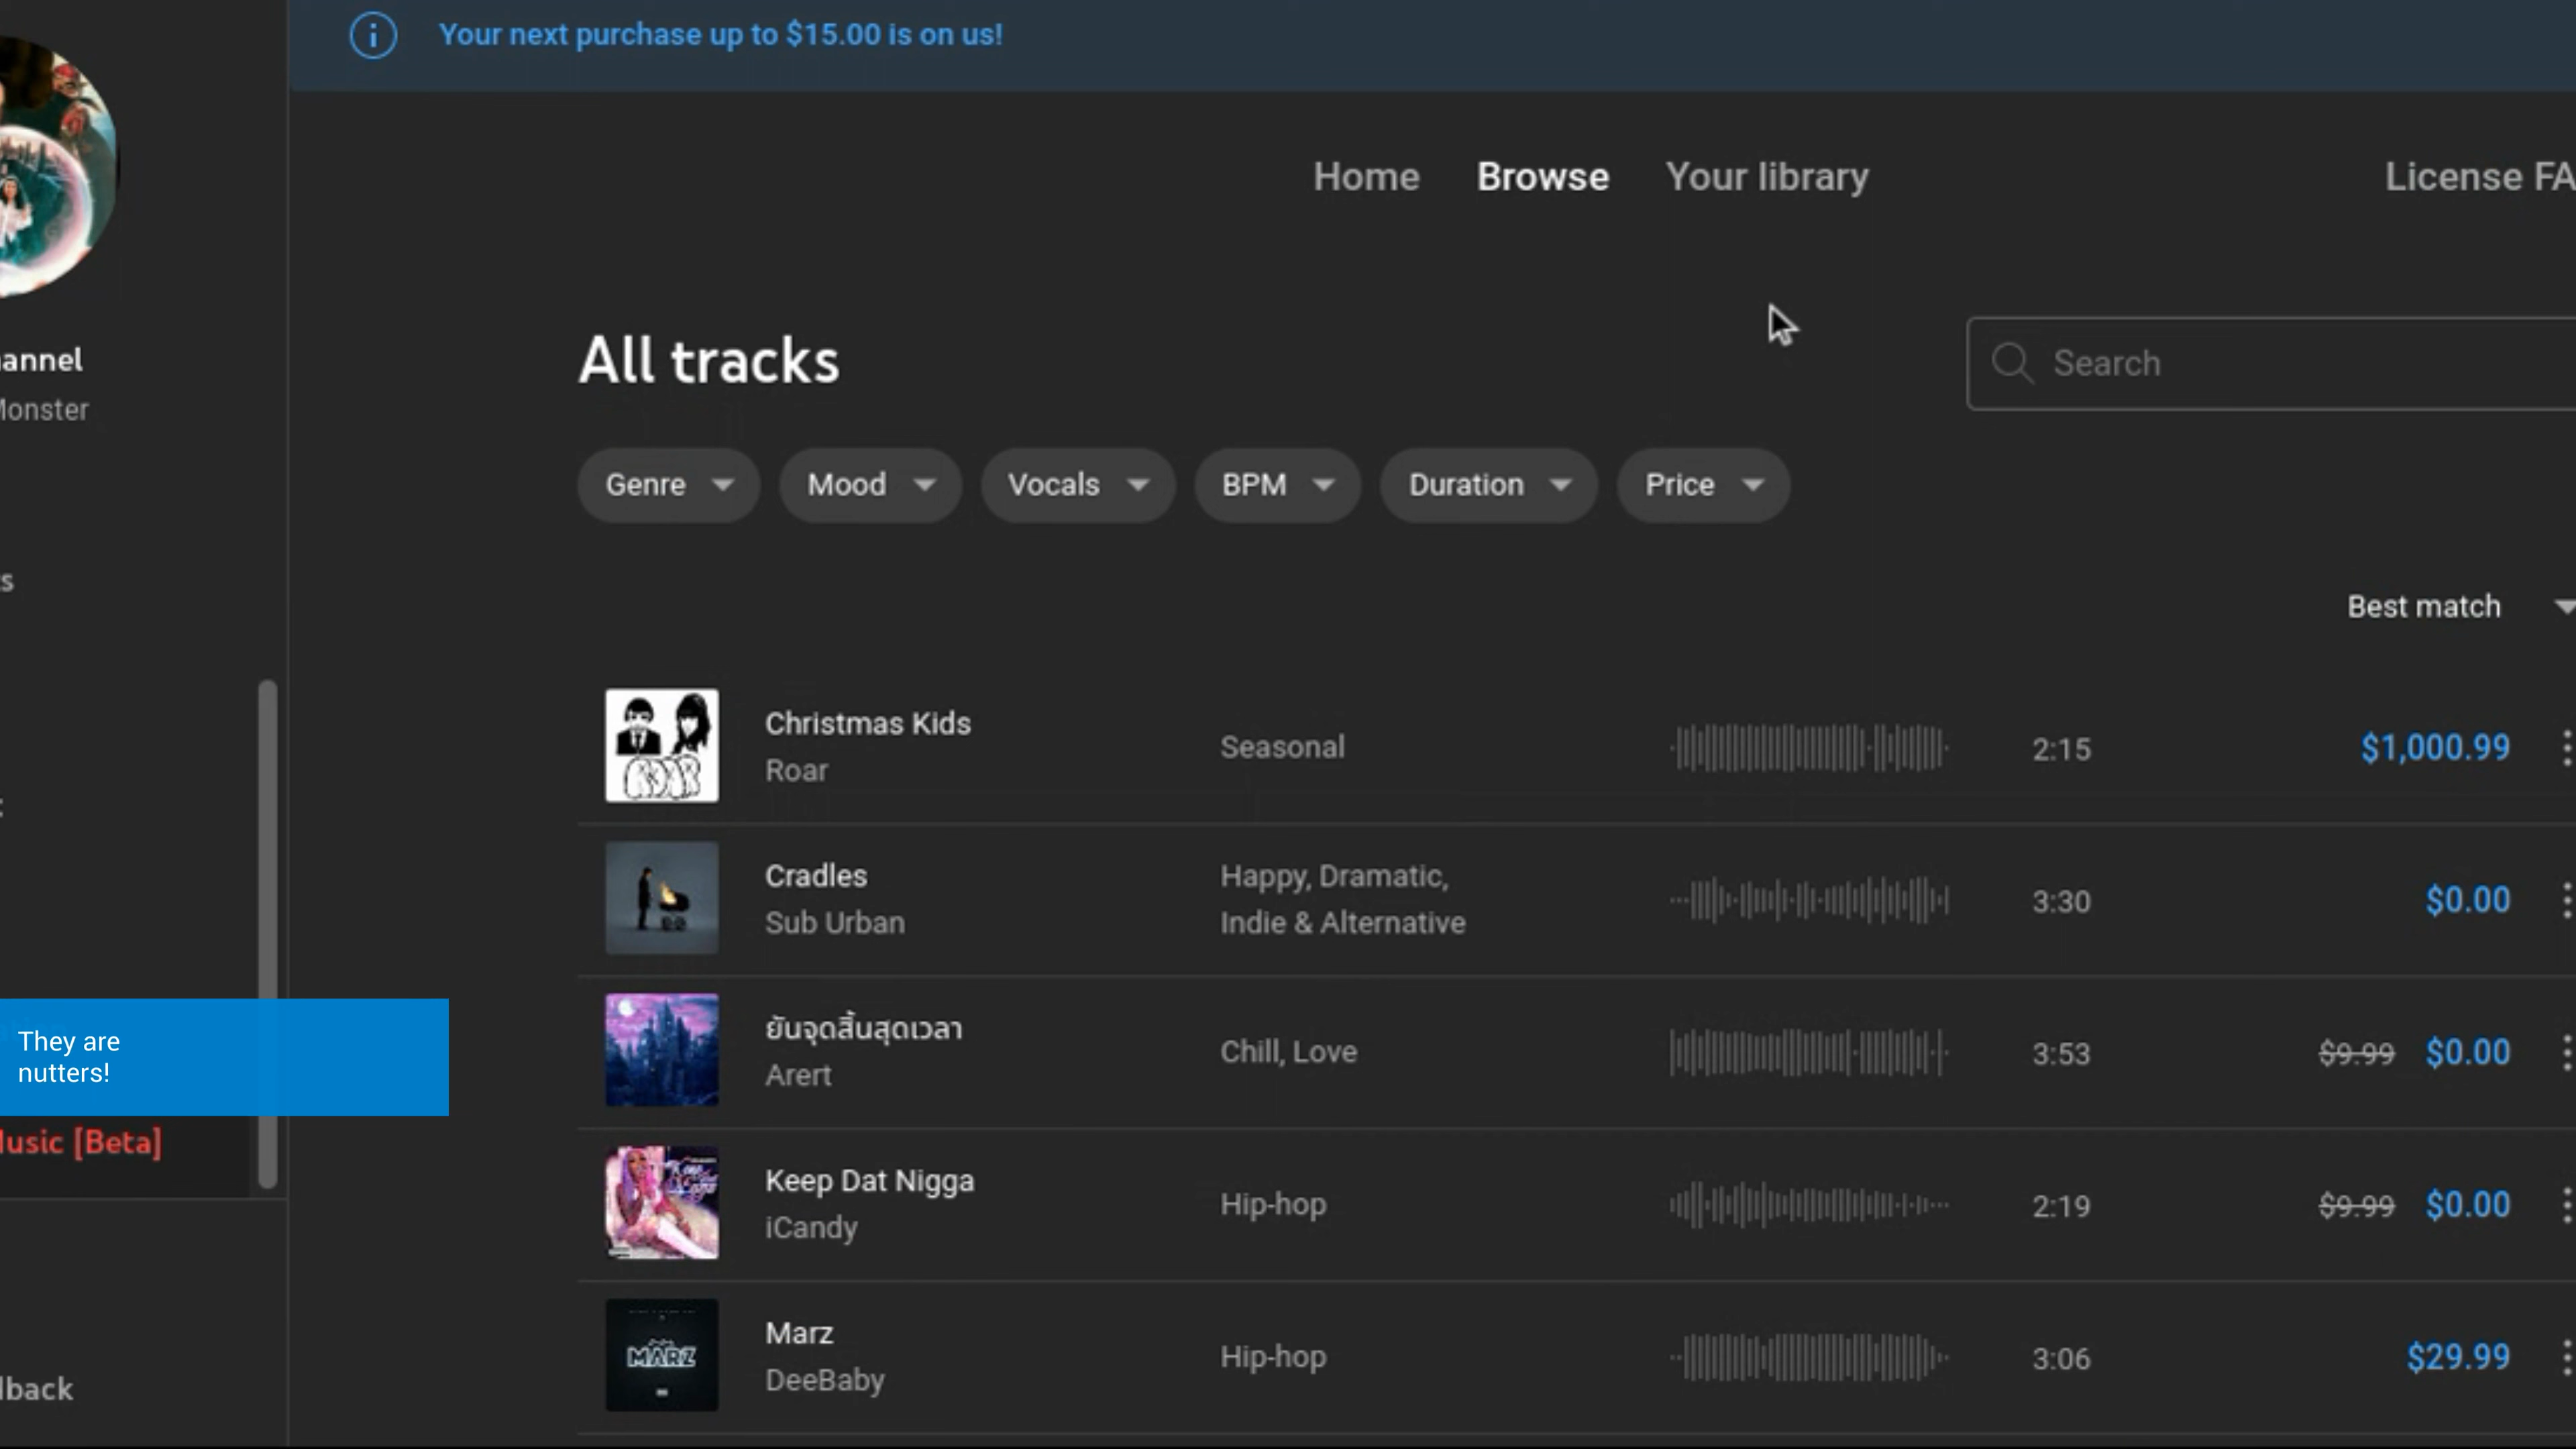 Your next purchase up to $15.00 is on us!
Home Browse Your library License FA
annel
Monster
All tracks
Search
Genre Mood Vocals BPM Duration Price
Best match
Christmas Kids
Roar
Seasonal 2:15 $1,000.99
Cradles
Sub Urban
Happy, Dramatic,
Indie & Alternative
3:30 $0.00
ยันจุดสิ้นสุดเวลา
Arert
Chill, Love 3:53 $9.99 $0.00
They are
nutters!
Music [Beta]
Keep Dat Nigga
iCandy
Hip-hop 2:19 $9.99 $0.00
MARZ
Marz
DeeBaby
Hip-hop 3:06 $29.99
dback